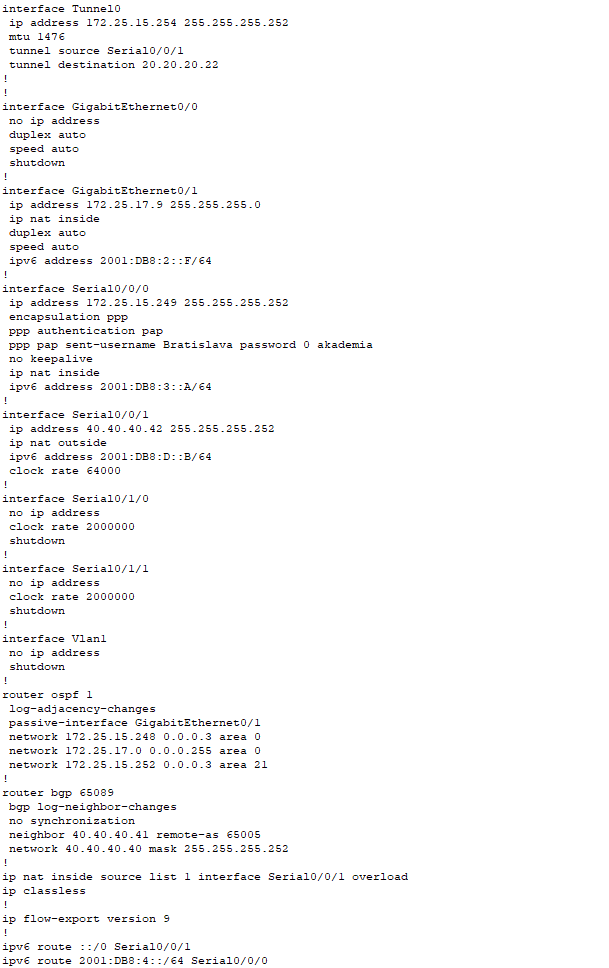 interface Tunnel0
 ip address 172.25.15.254 255.255.255.252
 mtu 1476
 tunnel source Serial0/0/1
 tunnel destination 20.20.20.22
!
!
interface GigabitEthernet0/0
 no ip address
 duplex auto
 speed auto
 shutdown
!
interface GigabitEthernet0/1
 ip address 172.25.17.9 255.255.255.0
 ip nat inside
 duplex auto
 speed auto
 ipv6 address 2001:DB8:2::F/64
!
interface Serial0/0/0
 ip address 172.25.15.249 255.255.255.252
 encapsulation ppp
 ppp authentication pap
 ppp pap sent-username Bratislava password 0 akademia
 no keepalive
 ip nat inside
 ipv6 address 2001:DB8:3::A/64
!
interface Serial0/0/1
 ip address 40.40.40.42 255.255.255.252
 ip nat outside
 ipv6 address 2001:DB8:D::B/64
 clock rate 64000
!
interface Serial0/1/0
 no ip address
 clock rate 2000000
 shutdown
!
interface Serial0/1/1
 no ip address
 clock rate 2000000
 shutdown
!
interface Vlan1
 no ip address
 shutdown
!
router ospf 1
 log-adjacency-changes
 passive-interface GigabitEthernet0/1
 network 172.25.15.248 0.0.0.3 area 0
 network 172.25.17.0 0.0.0.255 area 0
 network 172.25.15.252 0.0.0.3 area 21
!
router bgp 65089
 bgp log-neighbor-changes
 no synchronization
 neighbor 40.40.40.41 remote-as 65005
 network 40.40.40.40 mask 255.255.255.252
!
ip nat inside source list 1 interface Serial0/0/1 overload
ip classless
!
ip flow-export version 9
!
ipv6 route ::/0 Serial0/0/1
ipv6 route 2001:DB8:4::/64 Serial0/0/0